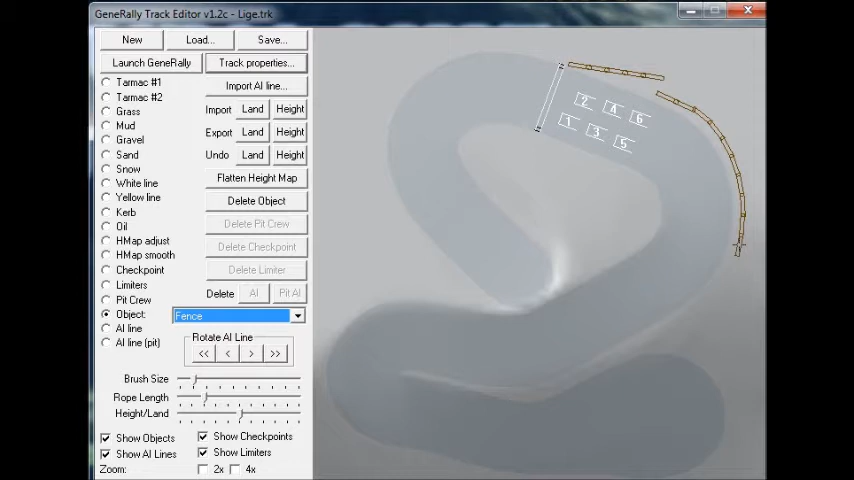 GeneRally Track Editor v1.2c - Lige.trk
New
Load...
Save...
Launch GeneRally
Track properties...
Tarmac #1
Tarmac #2
Grass
Mud
Gravel
Sand
Snow
White line
Yellow line
Kerb
Oil
HMap adjust
HMap smooth
Checkpoint
Limiters
Pit Crew
Object:
AI line
AI line (pit)
Import AI line...
Import Land Height
Export Land Height
Undo Land Height
Flatten Height Map
Delete Object
Delete Pit Crew
Delete Checkpoint
Delete Limiter
Delete AI Pit AI
Fence
Rotate AI Line
<< < > >>
Brush Size
Rope Length
Height/Land
Show Objects
Show Checkpoints
Show AI Lines
Show Limiters
Zoom: 2x 4x
2 4 6
1 3 5